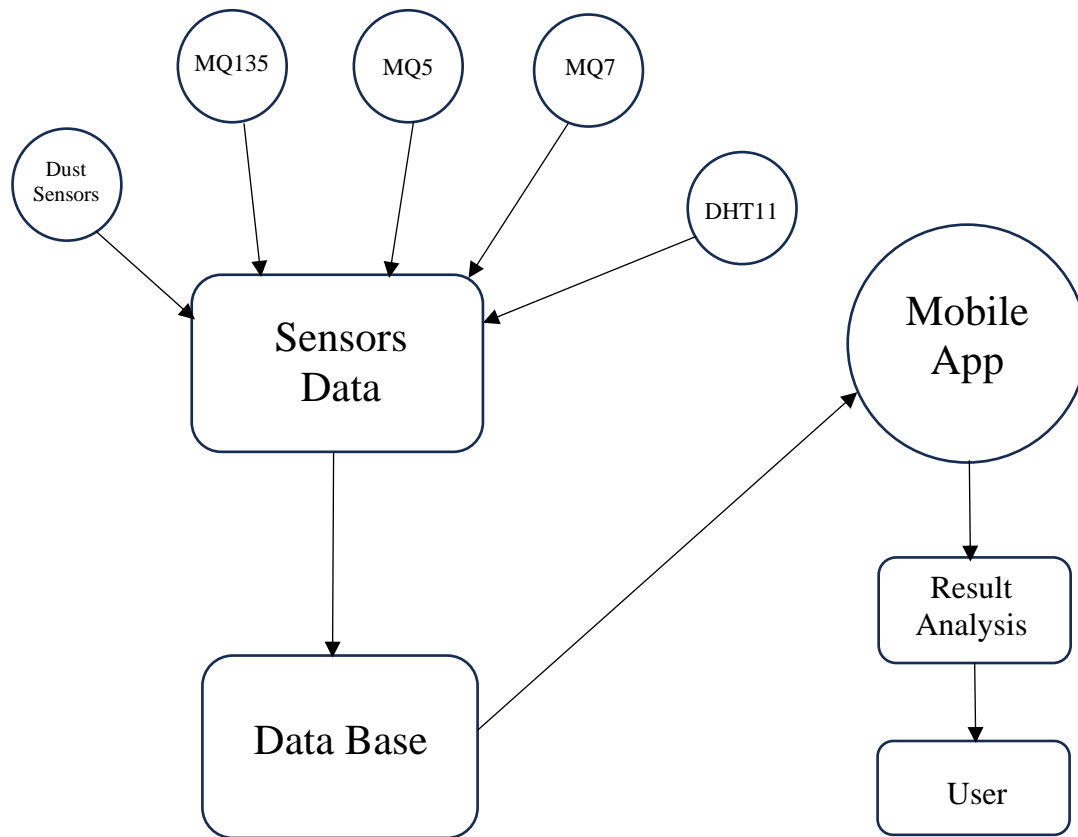 MQ135
MQ5
MQ7
Dust
Sensors
DHT11
Sensors
Data
Mobile
App
Result
Analysis
Data Base
User